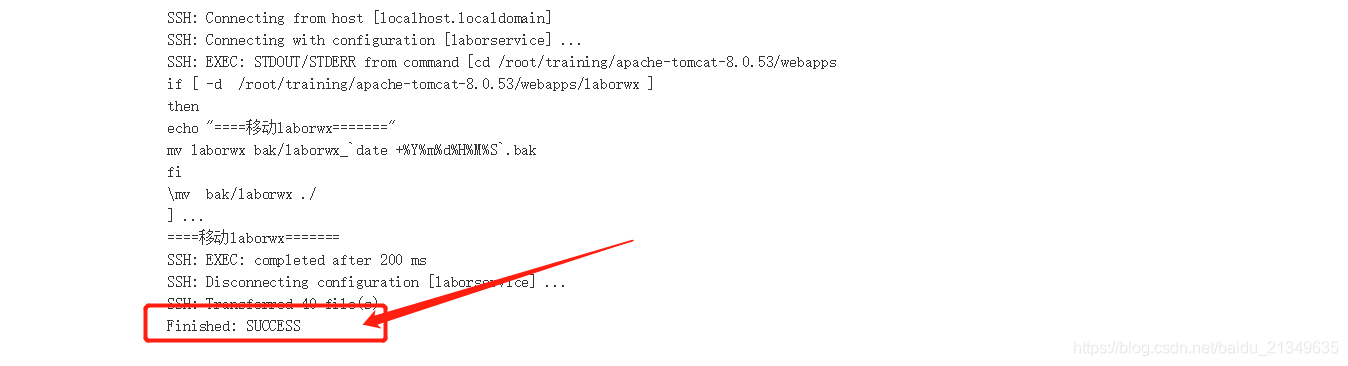 SSH: Connecting from host [localhost.localdomain]
SSH: Connecting with configuration [laborservice] ...
SSH: EXEC: STDOUT/STDERR from command [cd /root/training/apache-tomcat-8.0.53/webapps
if [ -d  /root/training/apache-tomcat-8.0.53/webapps/laborwx ]
then
echo "====移动laborwx======="
mv laborwx bak/laborwx_`date +%Y%m%d%H%M%S`.bak
fi
\mv  bak/laborwx ./
] ...
====移动laborwx=======
SSH: EXEC: completed after 200 ms
SSH: Disconnecting configuration [laborservice] ...
SSH: Transferred 40 file(s)
Finished: SUCCESS
https://blog.csdn.net/baidu_21349635